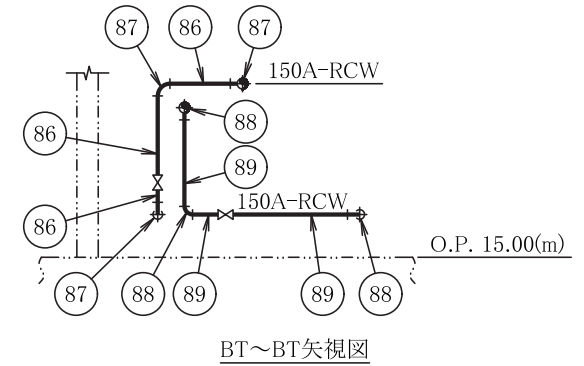 87 86 87
150A-RCW
88
86
89
150A-RCW
86
O.P. 15.00(m)
87 88 89 89 88
BT～BT矢視図